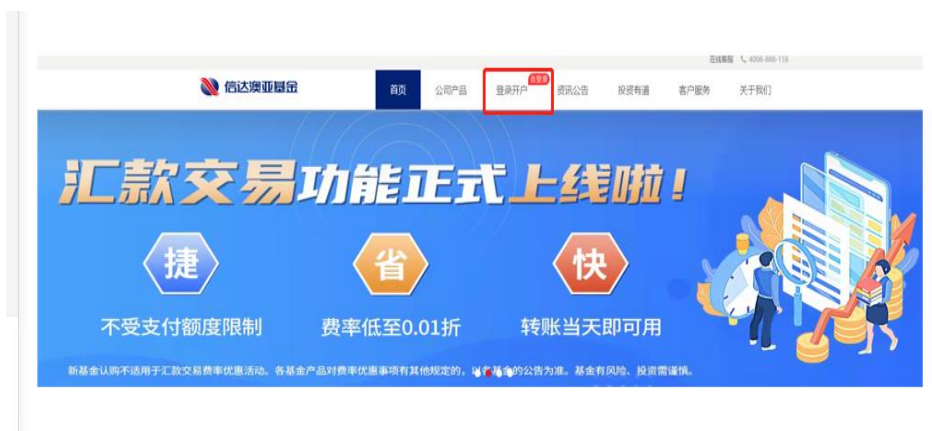 在线客服 4008-888-118
信达澳亚基金 首页 公司产品 登录开户 资讯公告 投资有道 客户服务 关于我们
汇款交易功能正式上线啦！
捷 省 快
不受支付额度限制 费率低至0.01折 转账当天即可用
新基金认购不适用于汇款交易费率优惠活动。各基金产品对费率优惠事项有其他规定的，以各基金的公告为准。基金有风险、投资需谨慎。